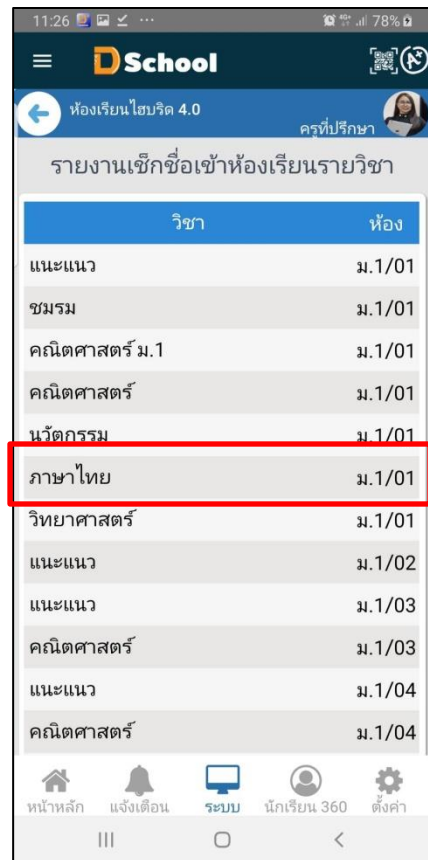 11:26 78%
DSchool
A+
ห้องเรียนไฮบริด 4.0
ครูที่ปรึกษา
รายงานเช็กชื่อเข้าห้องเรียนรายวิชา
วิชา ห้อง
แนะแนว ม.1/01
ชมรม ม.1/01
คณิตศาสตร์ ม.1 ม.1/01
คณิตศาสตร์ ม.1/01
นวัตกรรม ม.1/01
ภาษาไทย ม.1/01
วิทยาศาสตร์ ม.1/01
แนะแนว ม.1/02
แนะแนว ม.1/03
คณิตศาสตร์ ม.1/03
แนะแนว ม.1/04
คณิตศาสตร์ ม.1/04
หน้าหลัก แจ้งเตือน ระบบ นักเรียน 360 ตั้งค่า